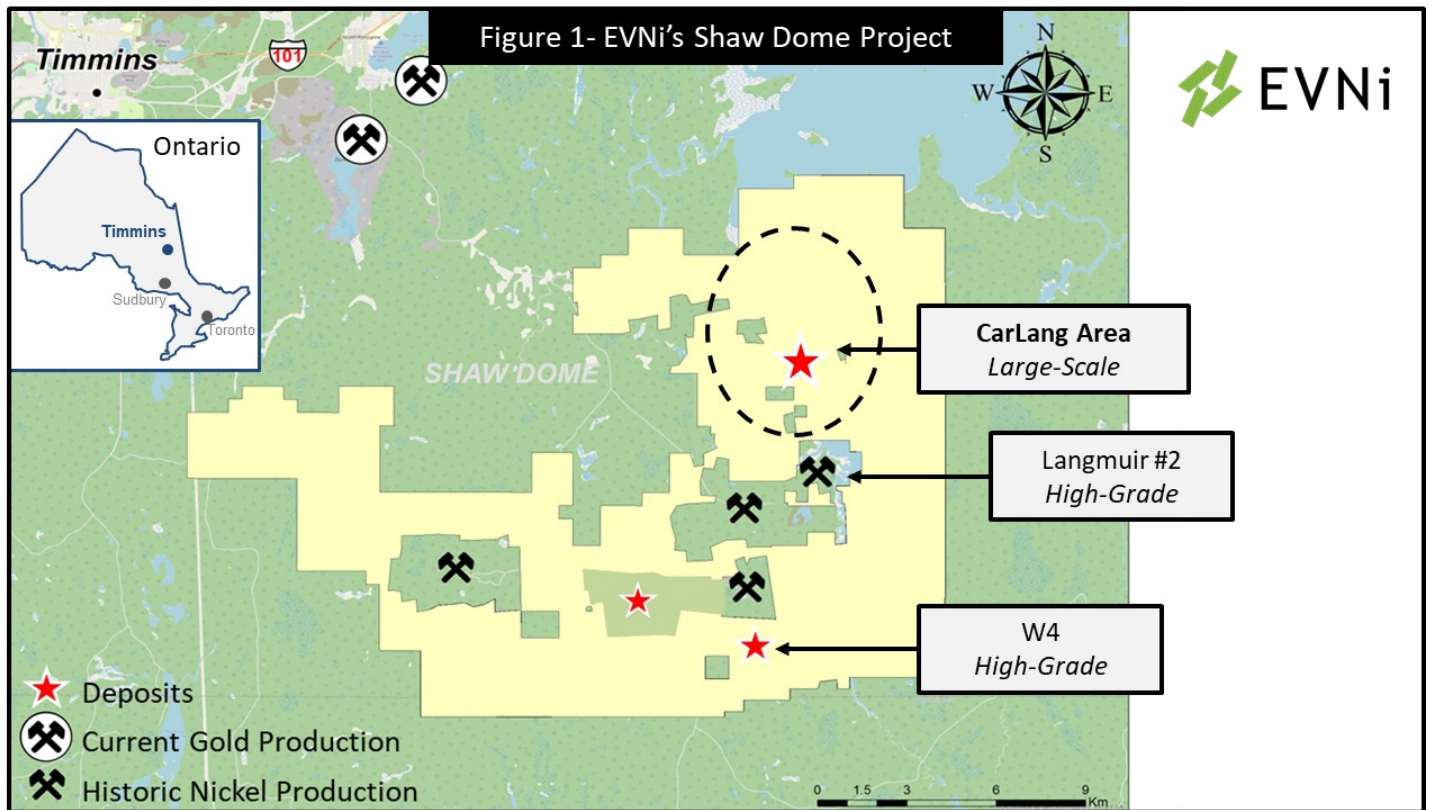 Figure 1- EVNi's Shaw Dome Project
EVNi
Timmins
101
N
W
E
S
Ontario
Timmins
Sudbury
Toronto
SHAW DOME
CarLang Area
Large-Scale
Langmuir #2
High-Grade
W4
High-Grade
Deposits
Current Gold Production
Historic Nickel Production
0 1.5 3 6 9
Km